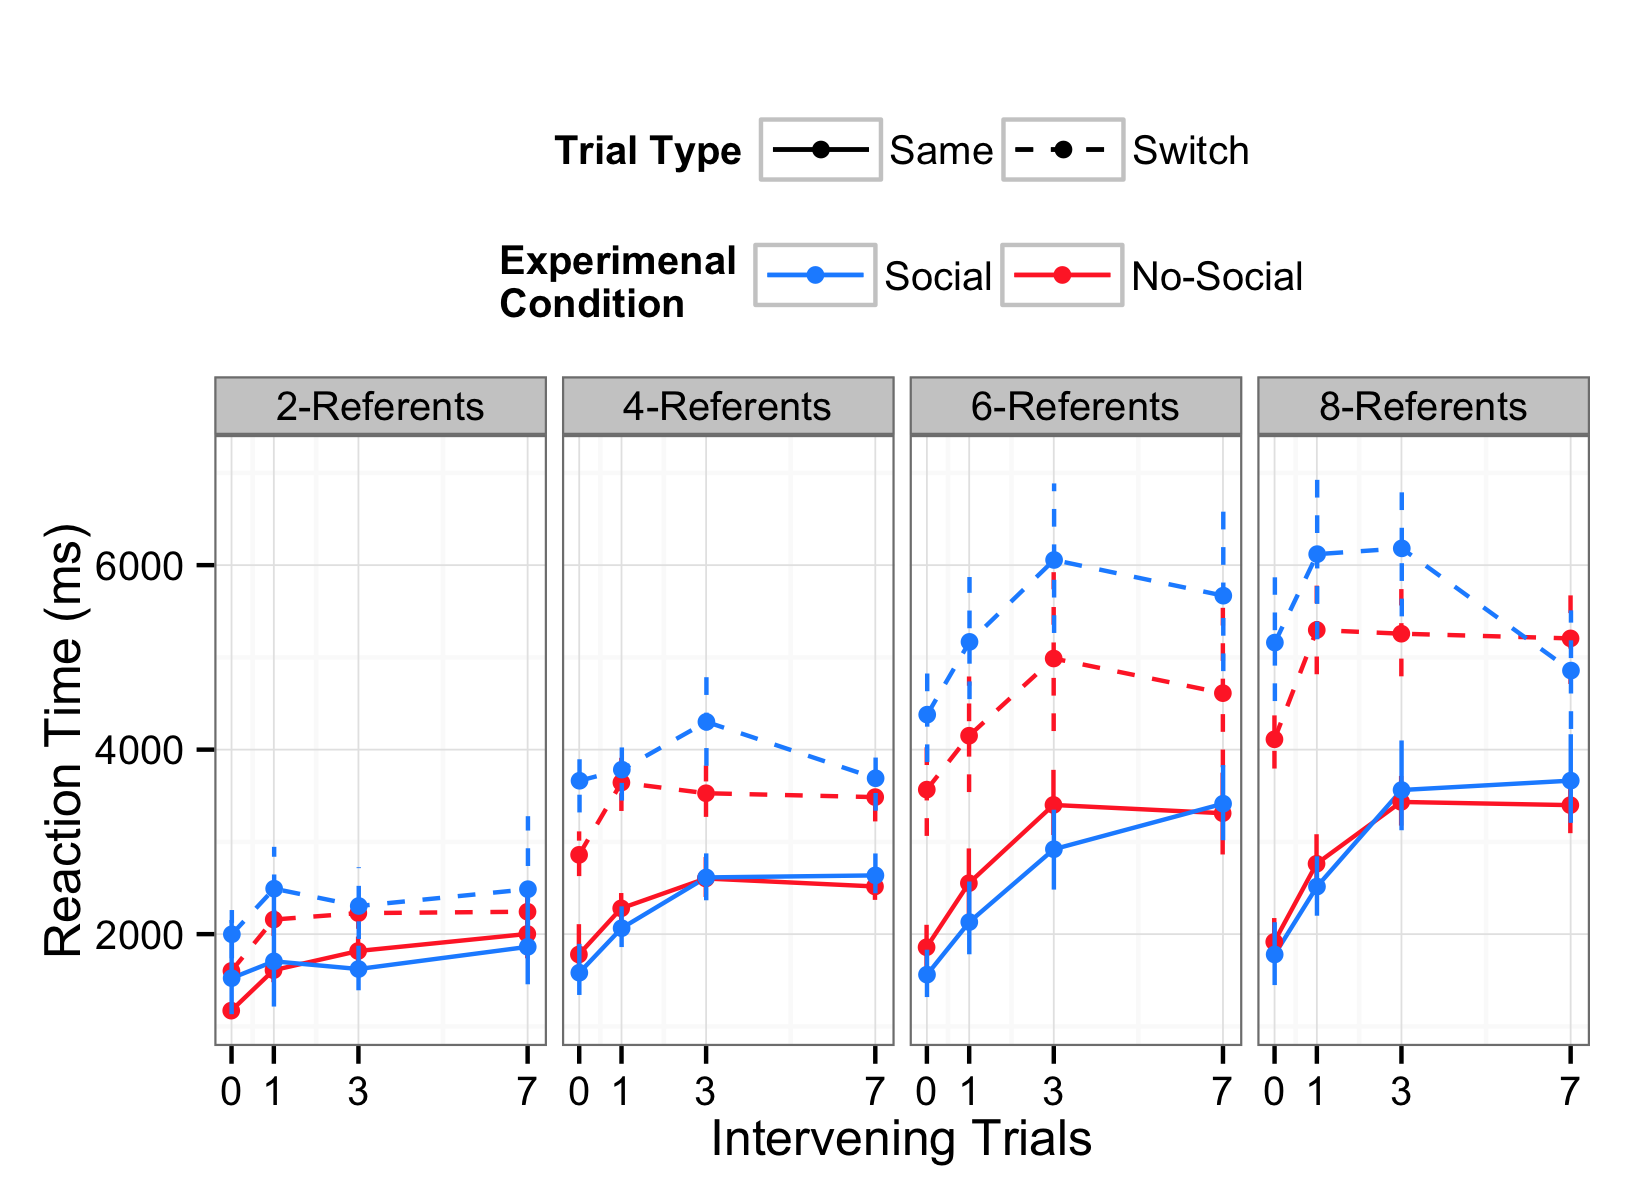 Trial Type Same Switch
Experimenal
Condition
Social No-Social
2-Referents 4-Referents 6-Referents 8-Referents
Reaction Time (ms)
6000
4000
2000
0 1 3 7 0 1 3 7 0 1 3 7 0 1 3 7
Intervening Trials